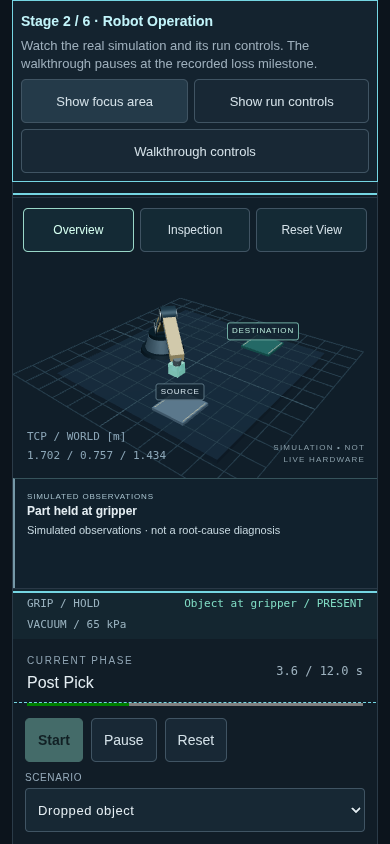 Stage 2 / 6 · Robot Operation
Watch the real simulation and its run controls. The
walkthrough pauses at the recorded loss milestone.
Show focus area
Show run controls
Walkthrough controls
Overview
Inspection
Reset View
DESTINATION
SOURCE
TCP / WORLD [m]
1.702 / 0.757 / 1.434
SIMULATION • NOT
LIVE HARDWARE
SIMULATED OBSERVATIONS
Part held at gripper
Simulated observations · not a root-cause diagnosis
GRIP / HOLD
Object at gripper / PRESENT
VACUUM / 65 kPa
CURRENT PHASE
Post Pick
3.6 / 12.0 s
Start
Pause
Reset
SCENARIO
Dropped object